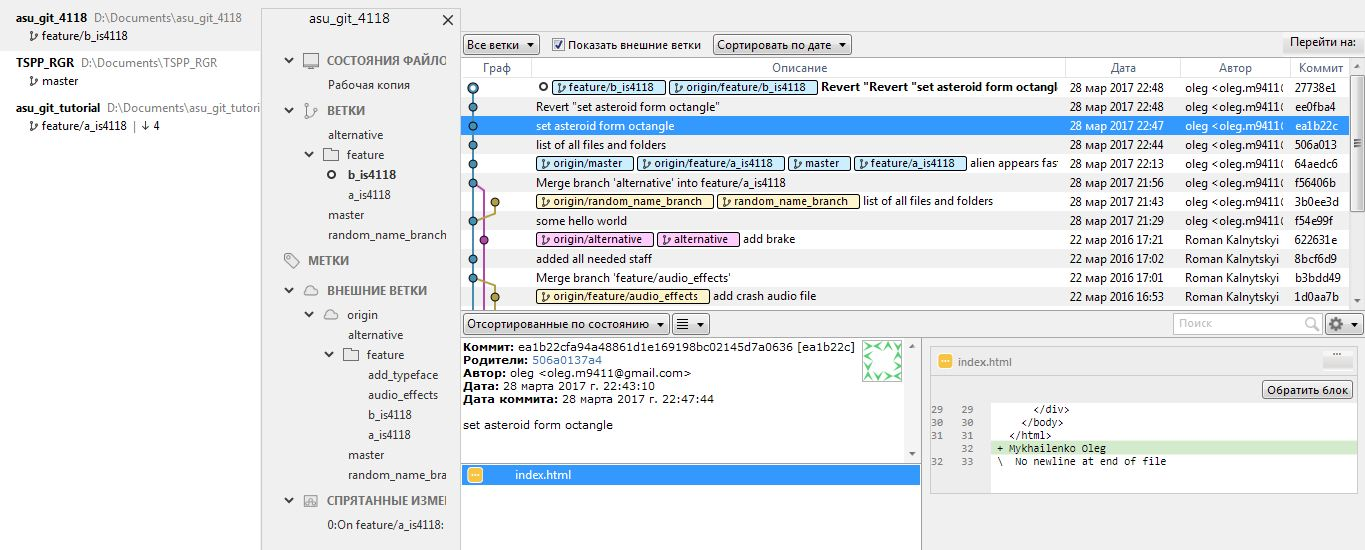 asu_git_4118 D:\Documents\asu_git_4118
feature/b_is4118
TSPP_RGR D:\Documents\TSPP_RGR
master
asu_git_tutorial D:\Documents\asu_git_tutori
feature/a_is4118 | ↓ 4
asu_git_4118
СОСТОЯНИЯ ФАЙЛО
Рабочая копия
ВЕТКИ
alternative
feature
b_is4118
a_is4118
master
random_name_branch
МЕТКИ
ВНЕШНИЕ ВЕТКИ
origin
alternative
feature
add_typeface
audio_effects
b_is4118
a_is4118
master
random_name_bra
СПРЯТАННЫЕ ИЗМЕ
0:On feature/a_is4118:
Все ветки Показать внешние ветки Сортировать по дате Перейти на:
Граф Описание Дата Автор Коммит
feature/b_is4118 origin/feature/b_is4118 Revert "Revert "set asteroid form octangl 28 мар 2017 22:48 oleg <oleg.m9411@ 27738e1
Revert "set asteroid form octangle" 28 мар 2017 22:48 oleg <oleg.m9411@ ee0fba4
set asteroid form octangle 28 мар 2017 22:47 oleg <oleg.m9411@ ea1b22c
list of all files and folders 28 мар 2017 22:44 oleg <oleg.m9411@ 506a013
origin/master origin/feature/a_is4118 master feature/a_is4118 alien appears fas 28 мар 2017 22:13 oleg <oleg.m9411@ 64aedc6
Merge branch 'alternative' into feature/a_is4118 28 мар 2017 21:56 oleg <oleg.m9411@ f56406b
origin/random_name_branch random_name_branch list of all files and folders 28 мар 2017 21:43 oleg <oleg.m9411@ 3b0ee3d
some hello world 28 мар 2017 21:29 oleg <oleg.m9411@ f54e99f
origin/alternative alternative add brake 22 мар 2016 17:21 Roman Kalnytskyi 622631e
added all needed staff 22 мар 2016 17:02 Roman Kalnytskyi 8bcf6d9
Merge branch 'feature/audio_effects' 22 мар 2016 17:01 Roman Kalnytskyi b3bdd49
origin/feature/audio_effects add crash audio file 22 мар 2016 16:53 Roman Kalnytskyi 1d0aa7b
Отсортированные по состоянию Поиск
Коммит: ea1b22cfa94a48861d1e169198bc02145d7a0636 [ea1b22c]
Родители: 506a0137a4
Автор: oleg <oleg.m9411@gmail.com>
Дата: 28 марта 2017 г. 22:43:10
Дата коммита: 28 марта 2017 г. 22:47:44
set asteroid form octangle
index.html
index.html
Обратить блок
29 29 </div>
30 30 </body>
31 31 </html>
32 + Mykhailenko Oleg
32 33 \ No newline at end of file